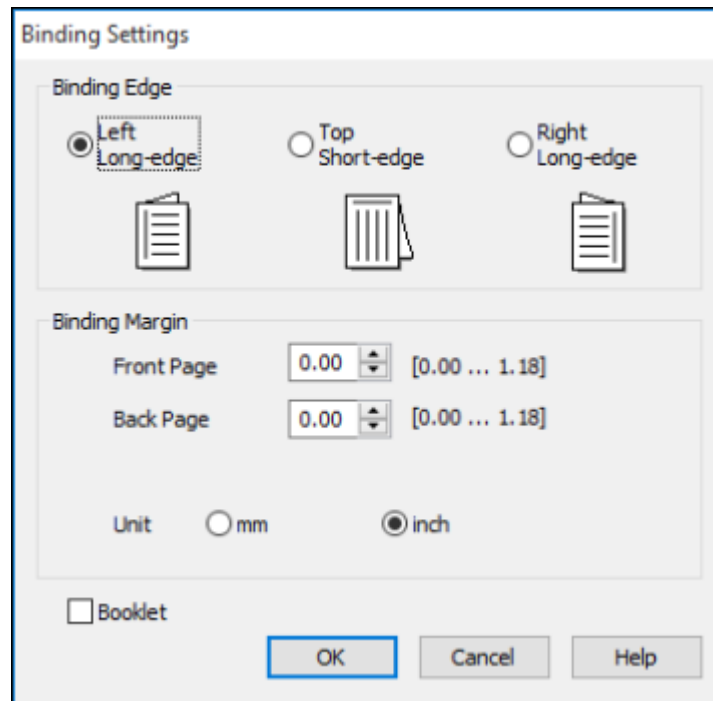 Binding Settings
Binding Edge
Left
Long-edge
Top
Short-edge
Right
Long-edge
Binding Margin
Front Page 0.00 [0.00 ... 1.18]
Back Page 0.00 [0.00 ... 1.18]
Unit mm inch
Booklet
OK Cancel Help